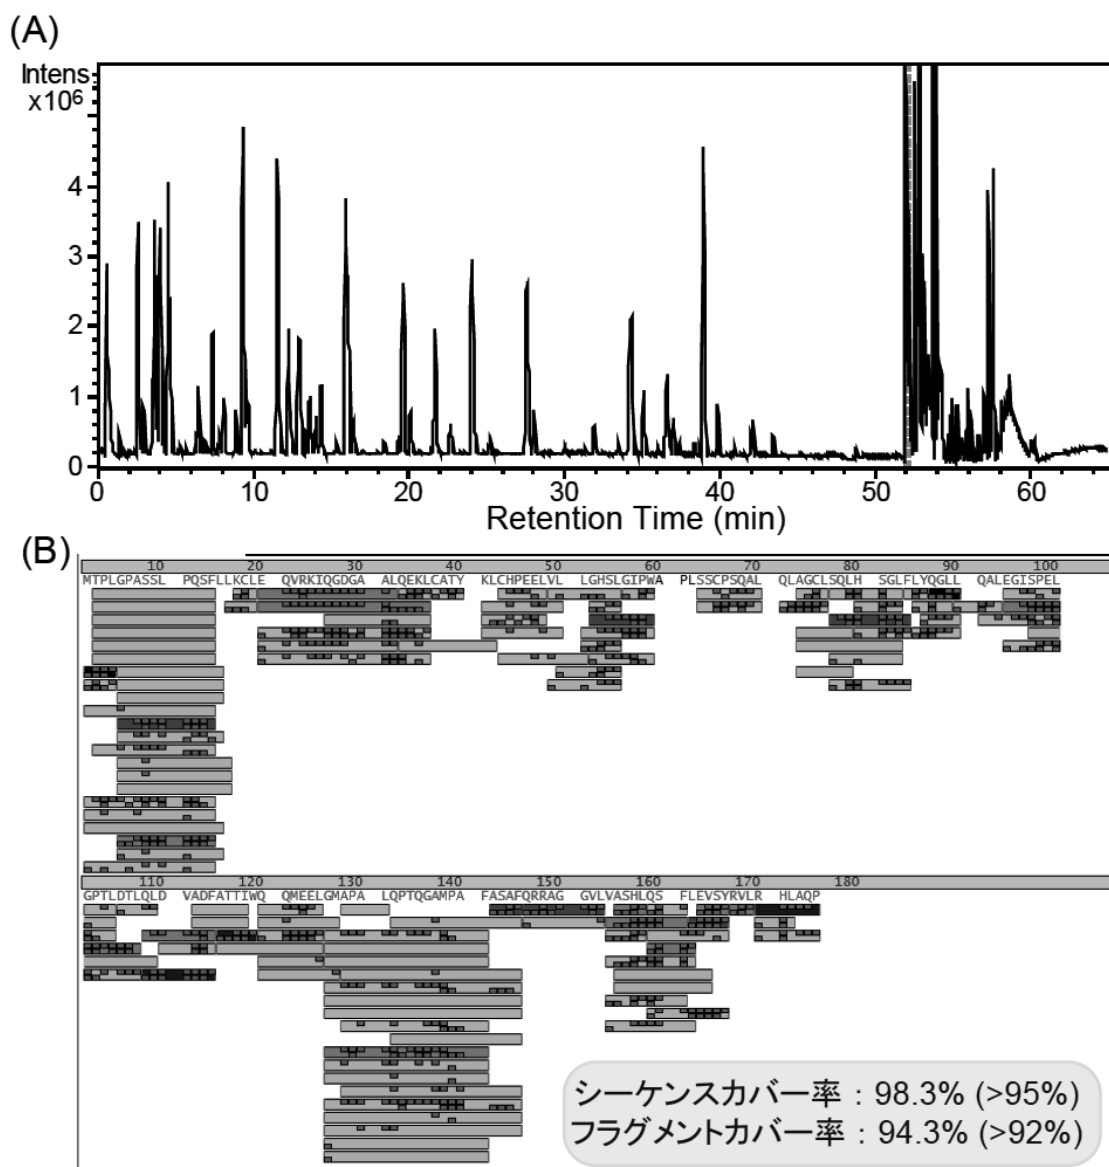 (A)
Intens
x10⁶
4
3
2
1
0
0 10 20 30 40 50 60
Retention Time (min)
(B)
10 20 30 40 50 60 70 80 90 100
MTPLGPASSL PQSFLLKCLE QVRKIQGDGA ALQEKLCATY KLCHPEELVL LGHSLGIPWA PLSSCPSQAL QLAGCLSQLH SGLFLYQGLL QALEGISPEL
110 120 130 140 150 160 170 180
GPTLDTLQLD VADFATTIWQ QMEELGMAPA LQPTQGAMPA FASAFQRRAG GVLVASHLQS FLEVSYRVLR HLAQP
シーケンスカバー率 : 98.3% (>95%)
フラグメントカバー率 : 94.3% (>92%)